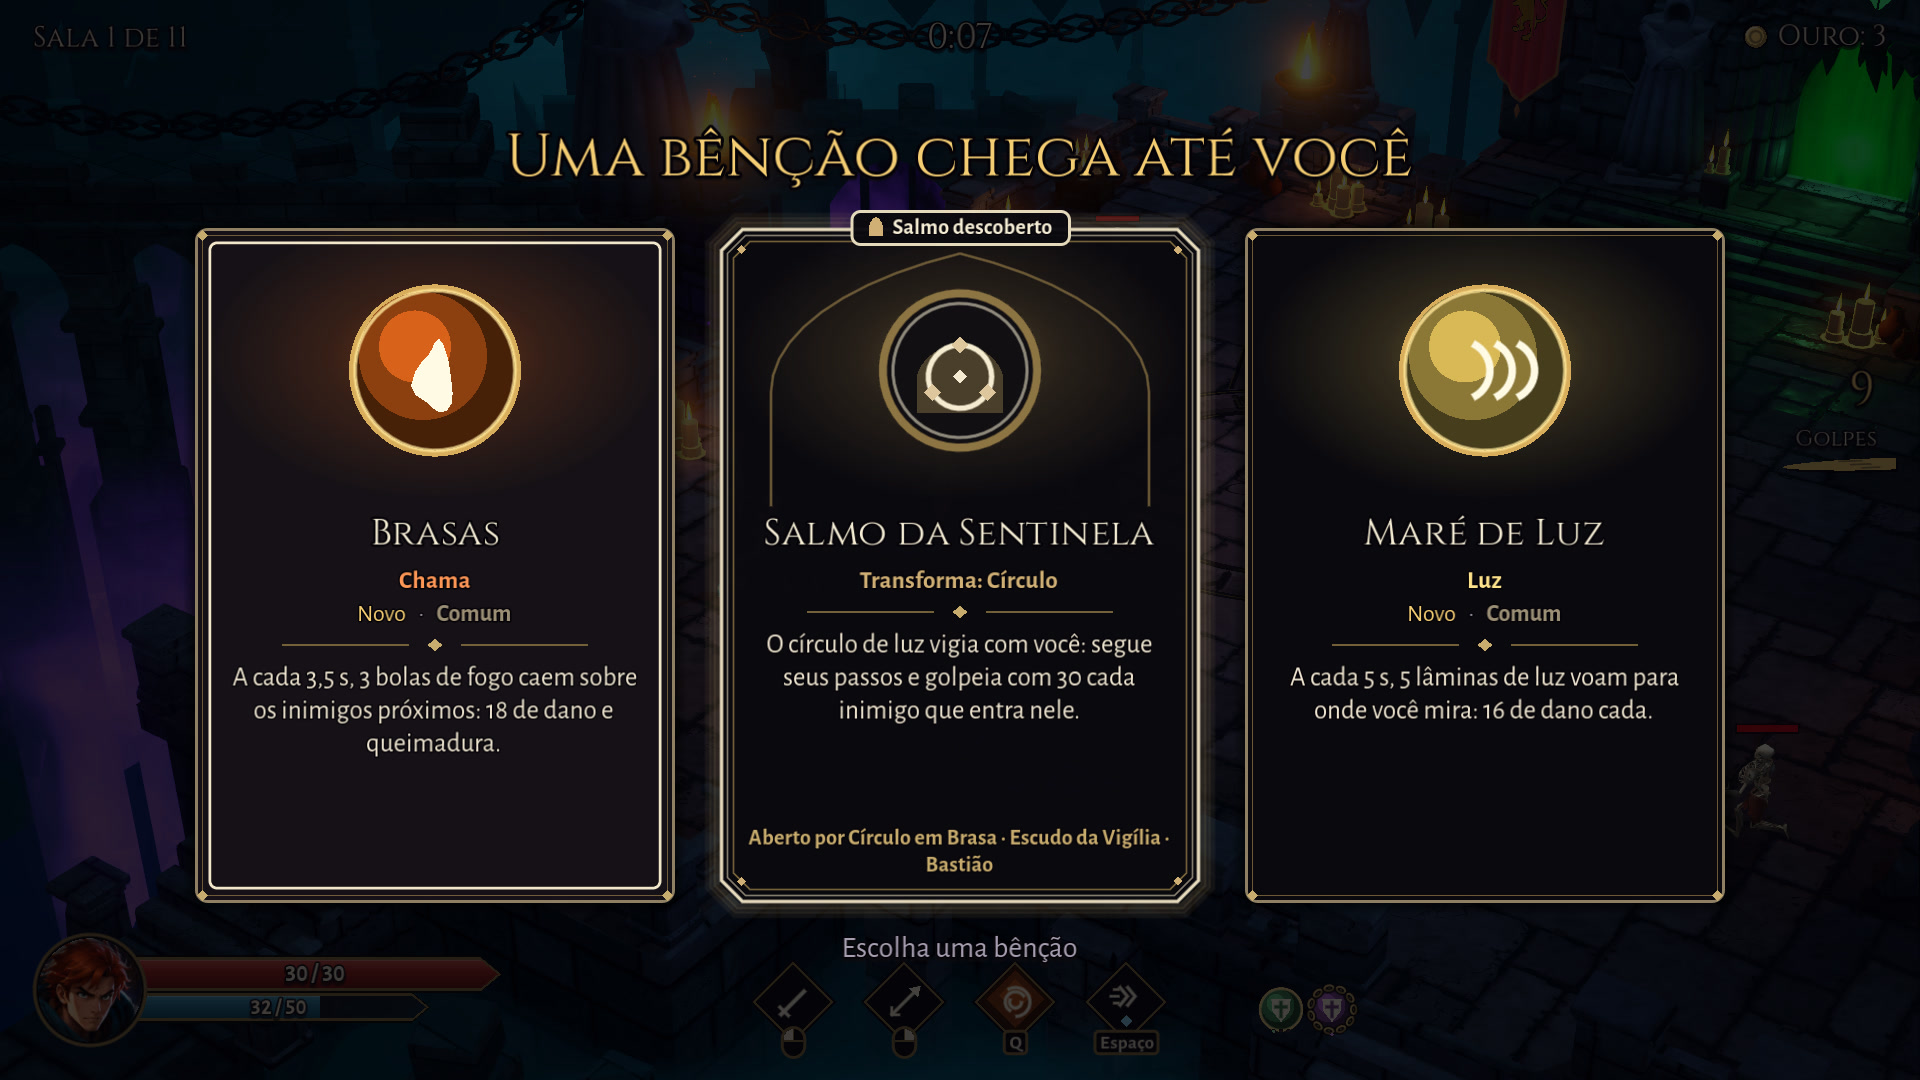 Sala 1 de 11
0:07
Ouro: 3
Uma bênção chega até você
Brasas
Chama
Novo · Comum
A cada 3,5 s, 3 bolas de fogo caem sobre
os inimigos próximos: 18 de dano e
queimadura.
Salmo descoberto
Salmo da Sentinela
Transforma: Círculo
O círculo de luz vigia com você: segue
seus passos e golpeia com 30 cada
inimigo que entra nele.
Aberto por Círculo em Brasa · Escudo da Vigília ·
Bastião
Maré de Luz
Luz
Novo · Comum
A cada 5 s, 5 lâminas de luz voam para
onde você mira: 16 de dano cada.
9
Golpes
Escolha uma bênção
30/30
32/50
Q
Espaço